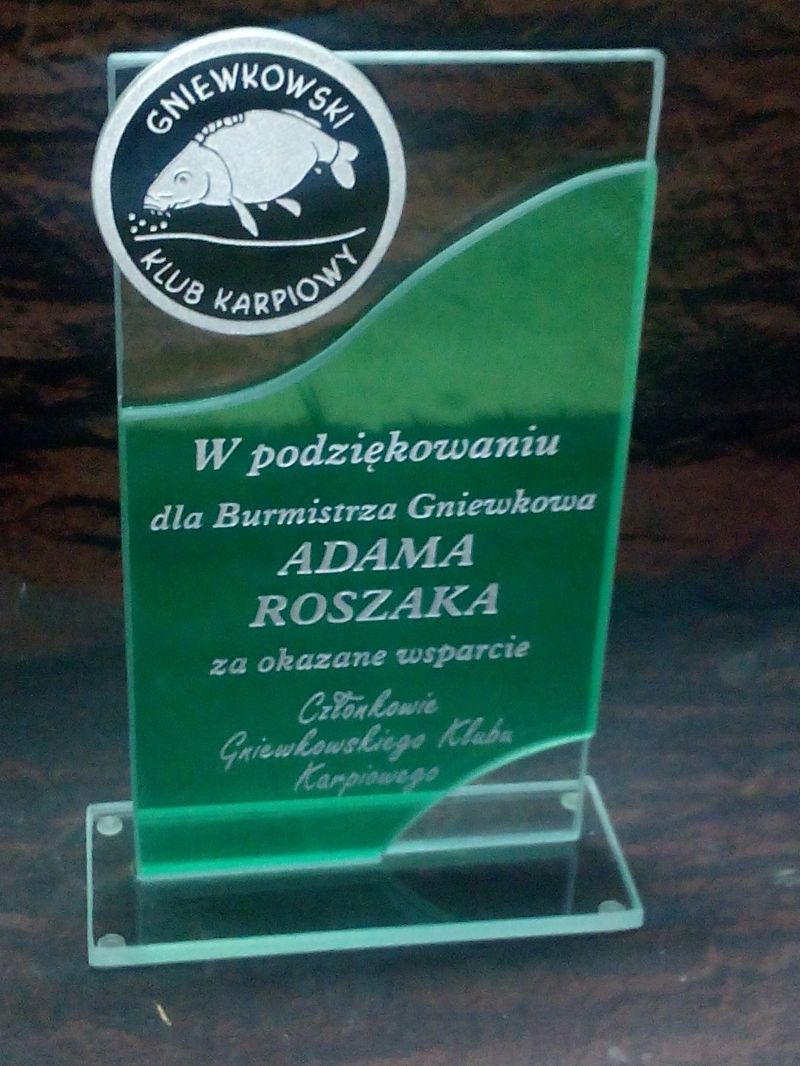 GNIEWKOWSKI
KLUB KARPIOWY
W podziękowaniu
dla Burmistrza Gniewkowa
ADAMA
ROSZAKA
za okazane wsparcie
Członkowie
Gniewkowskiego Klubu
Karpiowego